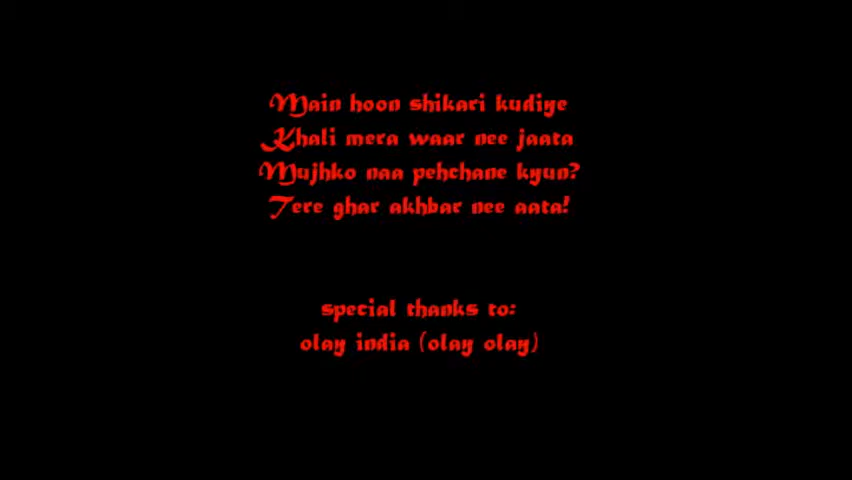 Main hoon shikari kudiye
Khali mera waar nee jaata
Mujhko naa pehchane kyun?
Tere ghar akhbar nee aata!
special thanks to:
olay india (olay olay)